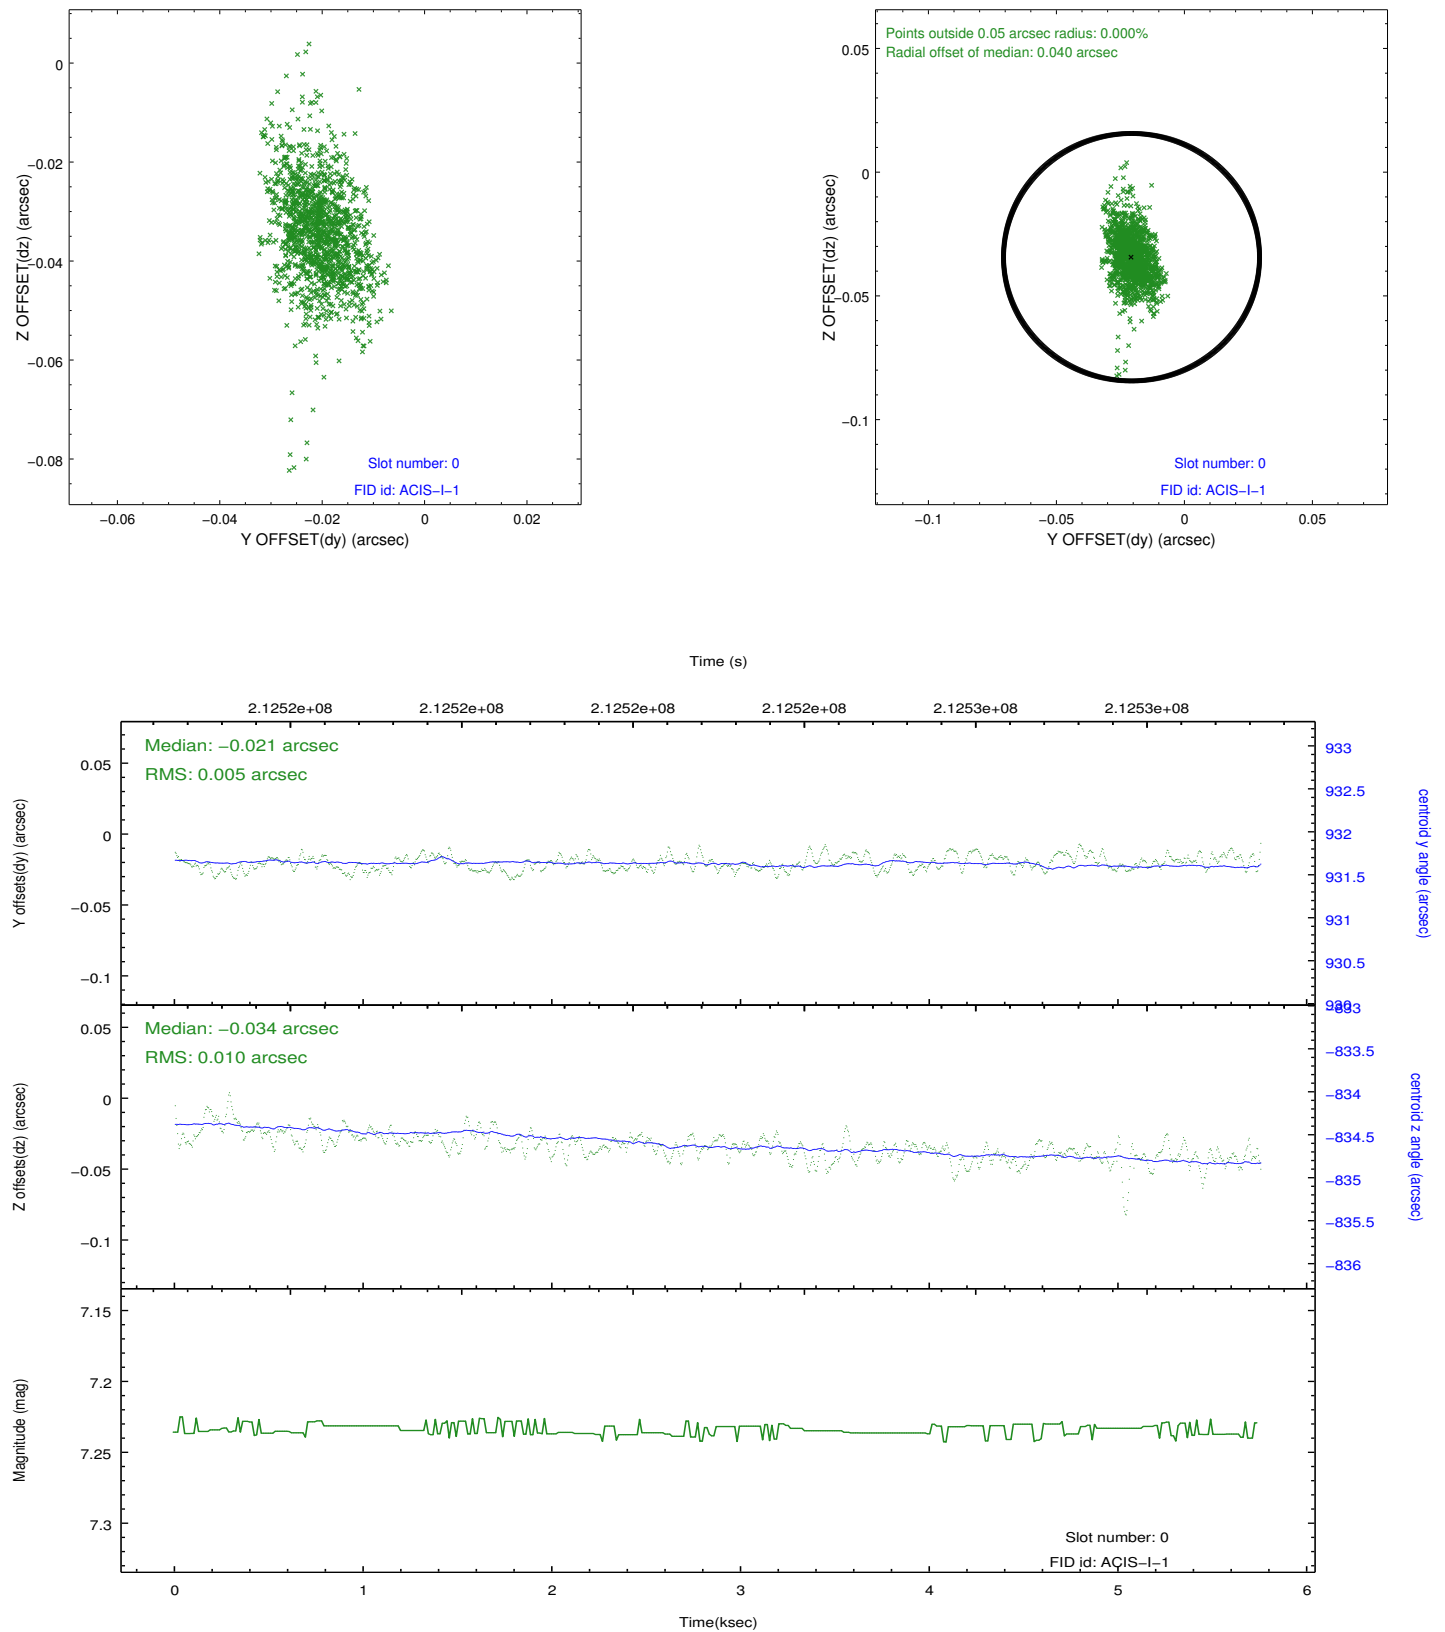 0
−0.02
−0.04
−0.06
−0.08
Z OFFSET(dz) (arcsec)
Slot number: 0
FID id: ACIS−I−1
−0.06 −0.04 −0.02 0 0.02
Y OFFSET(dy) (arcsec)
Points outside 0.05 arcsec radius: 0.000%
Radial offset of median: 0.040 arcsec
0.05
0
−0.05
−0.1
Z OFFSET(dz) (arcsec)
Slot number: 0
FID id: ACIS−I−1
−0.1 −0.05 0 0.05
Y OFFSET(dy) (arcsec)
Time (s)
2.1252e+08 2.1252e+08 2.1252e+08 2.1252e+08 2.1253e+08 2.1253e+08
Median: −0.021 arcsec
RMS: 0.005 arcsec
0.05
0
−0.05
−0.1
Y offsets(dy) (arcsec)
933
932.5
932
931.5
931
930.5
930
centroid y angle (arcsec)
Median: −0.034 arcsec
RMS: 0.010 arcsec
0.05
0
−0.05
−0.1
Z offsets(dz) (arcsec)
−833
−833.5
−834
−834.5
−835
−835.5
−836
centroid z angle (arcsec)
7.15
7.2
7.25
7.3
Magnitude (mag)
Slot number: 0
FID id: ACIS−I−1
0 1 2 3 4 5 6
Time(ksec)